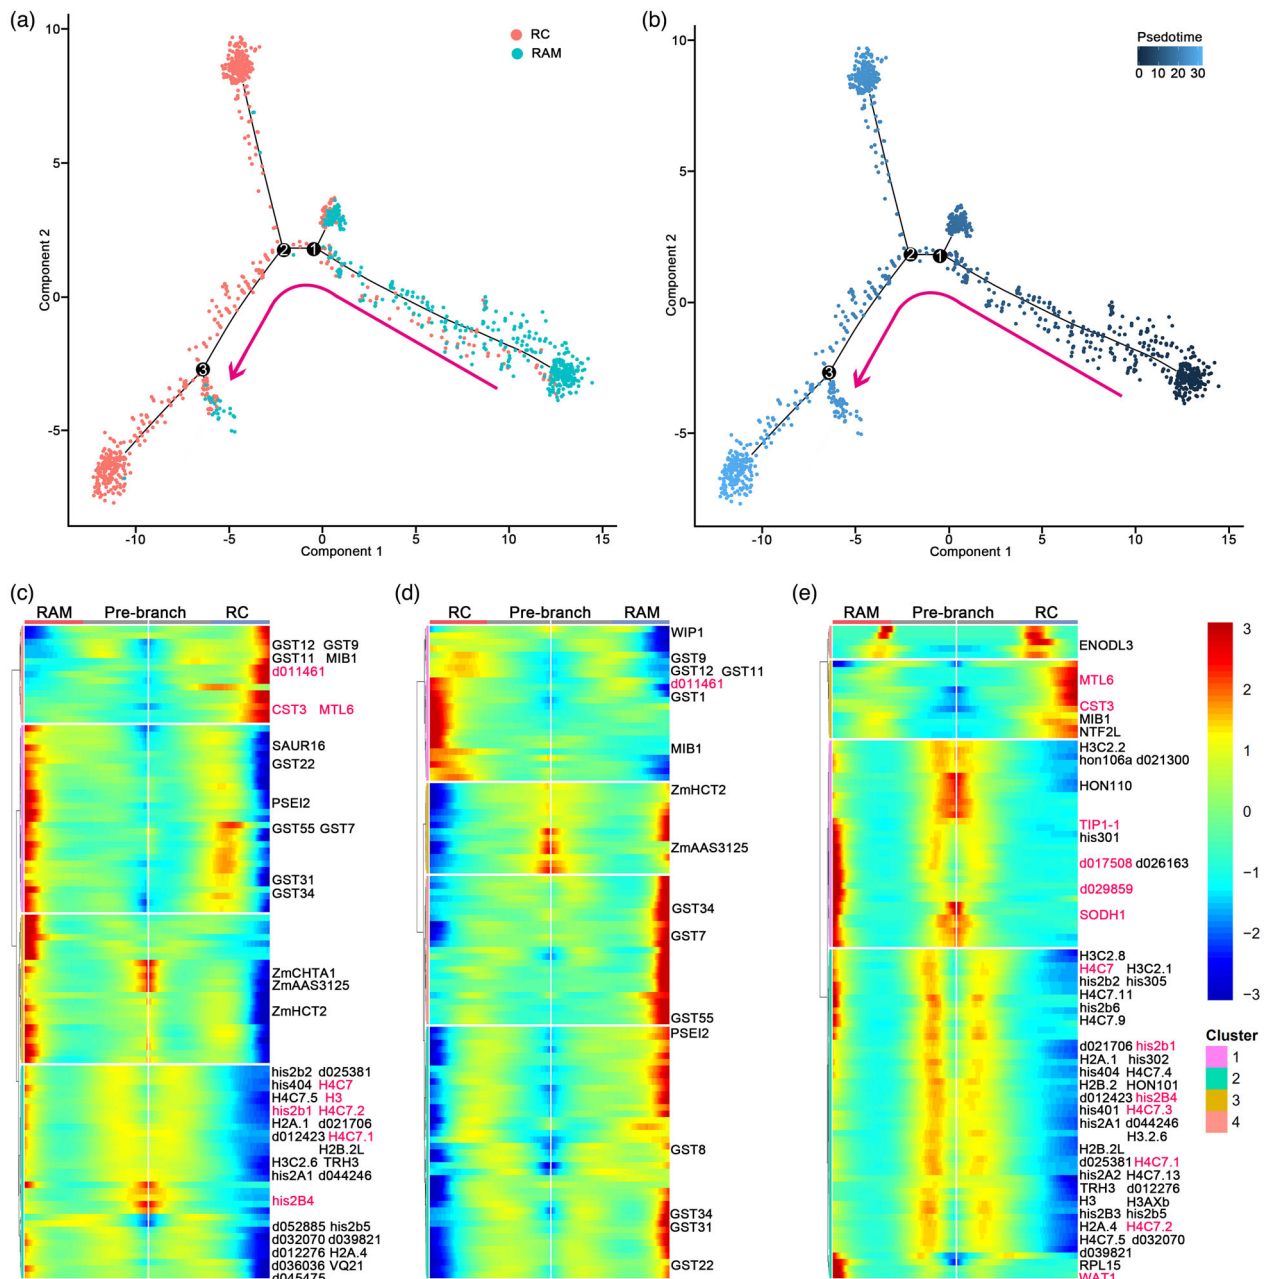 (a)
RC
RAM
10
5
0
-5
Component 2
2
1
3
-10
-5
0
5
10
15
Component 1
(b)
Psedotime
0 10 20 30
10
5
0
-5
Component 2
2
1
3
-10
-5
0
5
10
15
Component 1
(c)
RAM Pre-branch RC
GST12 GST9
GST11 MIB1
d011461
CST3 MTL6
SAUR16
GST22
PSEI2
GST55 GST7
GST31
GST34
ZmCHTA1
ZmAAS3125
ZmHCT2
his2b2 d025381
his404 H4C7
H4C7.5 H3
his2b1 H4C7.2
H2A.1 d021706
d012423 H4C7.1
H2B.2L
H3C2.6 TRH3
his2A1 d044246
his2B4
d052885 his2b5
d032070 d039821
d012276 H2A.4
d036036 VQ21
d045475
(d)
RC Pre-branch RAM
WIP1
GST9
GST12 GST11
d011461
GST1
MIB1
ZmHCT2
ZmAAS3125
GST34
GST7
GST55
PSEI2
GST8
GST34
GST31
GST22
(e)
RAM Pre-branch RC
ENODL3
MTL6
CST3
MIB1
NTF2L
H3C2.2
hon106a d021300
HON110
TIP1-1
his301
d017508 d026163
d029859
SODH1
H3C2.8
H4C7 H3C2.1
his2b2 his305
H4C7.11
his2b6
H4C7.9
d021706 his2b1
H2A.1 his302
his404 H4C7.4
H2B.2 HON101
d012423 his2B4
his401 H4C7.3
his2A1 d044246
H3.2.6
H2B.2L
d025381 H4C7.1
his2A2 H4C7.13
TRH3 d012276
H3 H3AXb
his2B3 his2b5
H2A.4 H4C7.2
H4C7.5 d032070
d039821
RPL15
WAT1
3
2
1
0
−1
−2
−3
Cluster
1
2
3
4